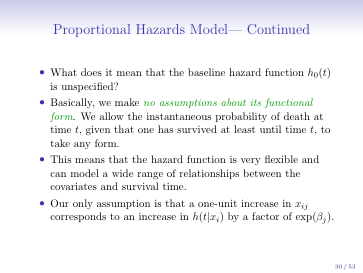 Proportional Hazards Model— Continued
• What does it mean that the baseline hazard function h₀(t)
is unspecified?
• Basically, we make no assumptions about its functional
form. We allow the instantaneous probability of death at
time t, given that one has survived at least until time t, to
take any form.
• This means that the hazard function is very flexible and
can model a wide range of relationships between the
covariates and survival time.
• Our only assumption is that a one-unit increase in xᵢⱼ
corresponds to an increase in h(t|xᵢ) by a factor of exp(βⱼ).
30 / 53